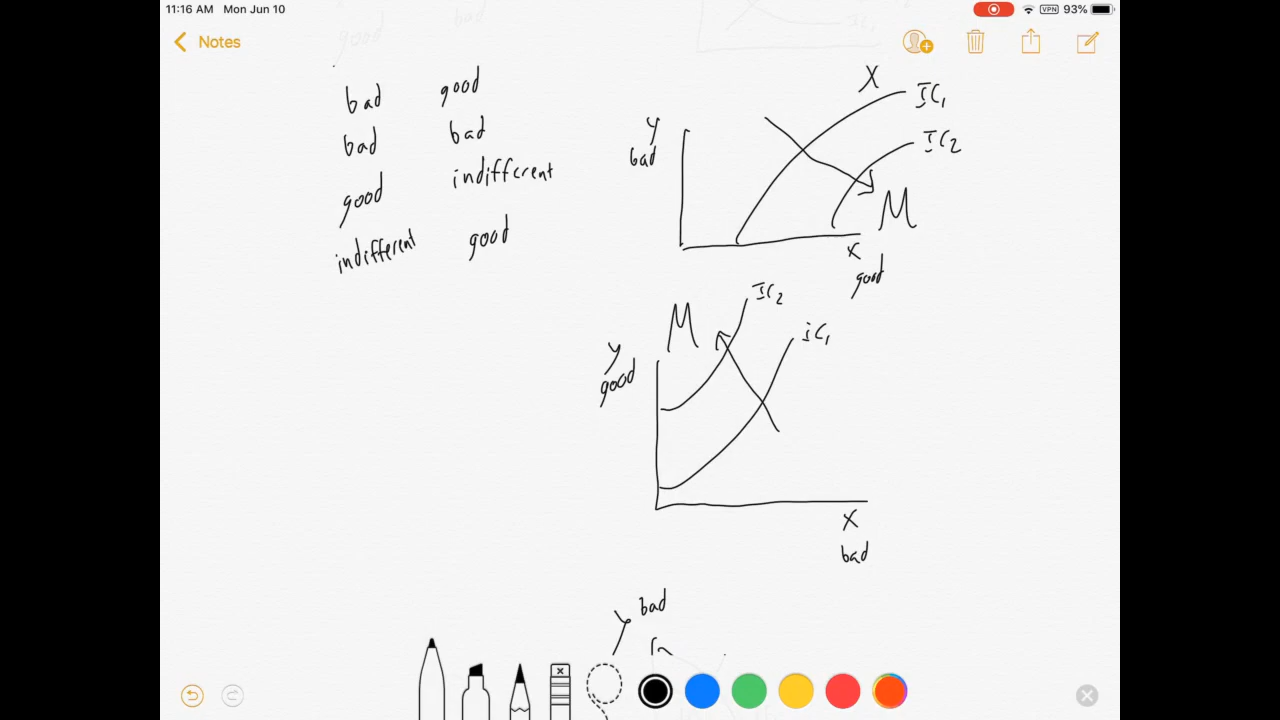 11:16 AM Mon Jun 10
VPN 93%
Notes
bad good
bad bad
good indifferent
indifferent good
X
IC1
y
bad
IC2
M
x
good
M
IC2
iC1
y
good
X
bad
Y bad